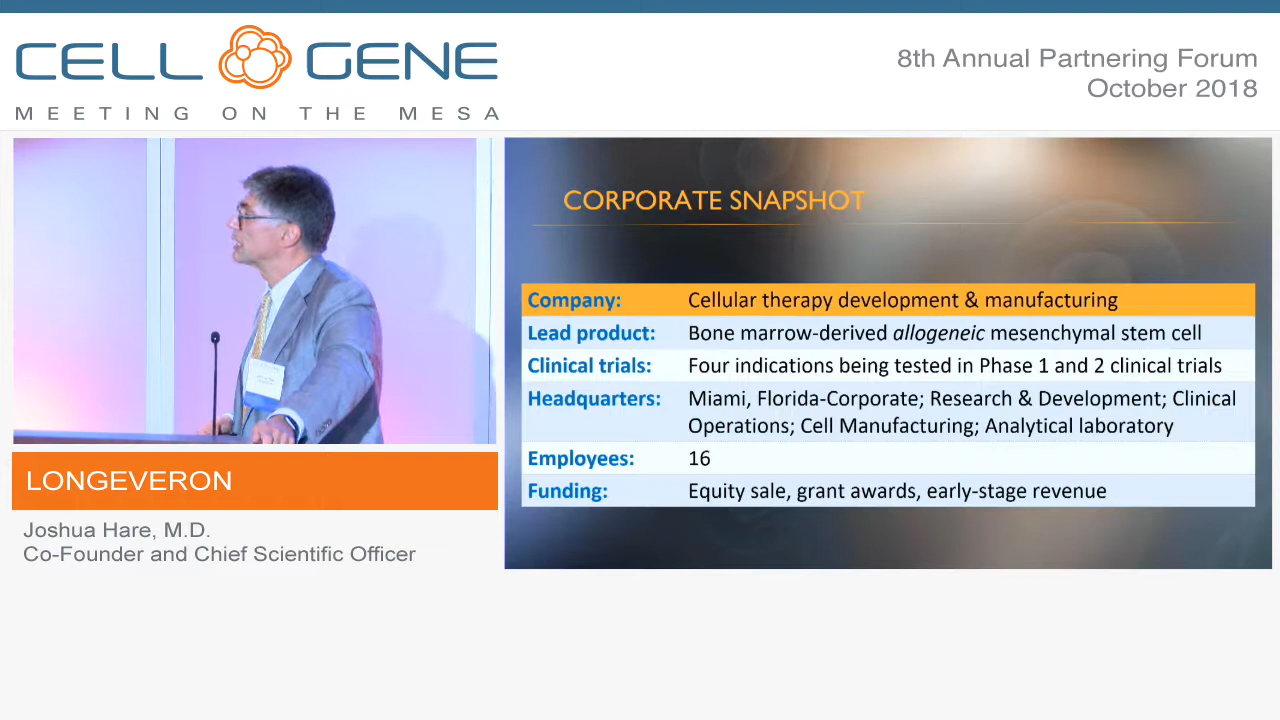 CELL GENE
MEETING ON THE MESA
8th Annual Partnering Forum
October 2018
CORPORATE SNAPSHOT
Company: Cellular therapy development & manufacturing
Lead product: Bone marrow-derived allogeneic mesenchymal stem cell
Clinical trials: Four indications being tested in Phase 1 and 2 clinical trials
Headquarters: Miami, Florida-Corporate; Research & Development; Clinical
Operations; Cell Manufacturing; Analytical laboratory
Employees: 16
Funding: Equity sale, grant awards, early-stage revenue
LONGEVERON
Joshua Hare, M.D.
Co-Founder and Chief Scientific Officer